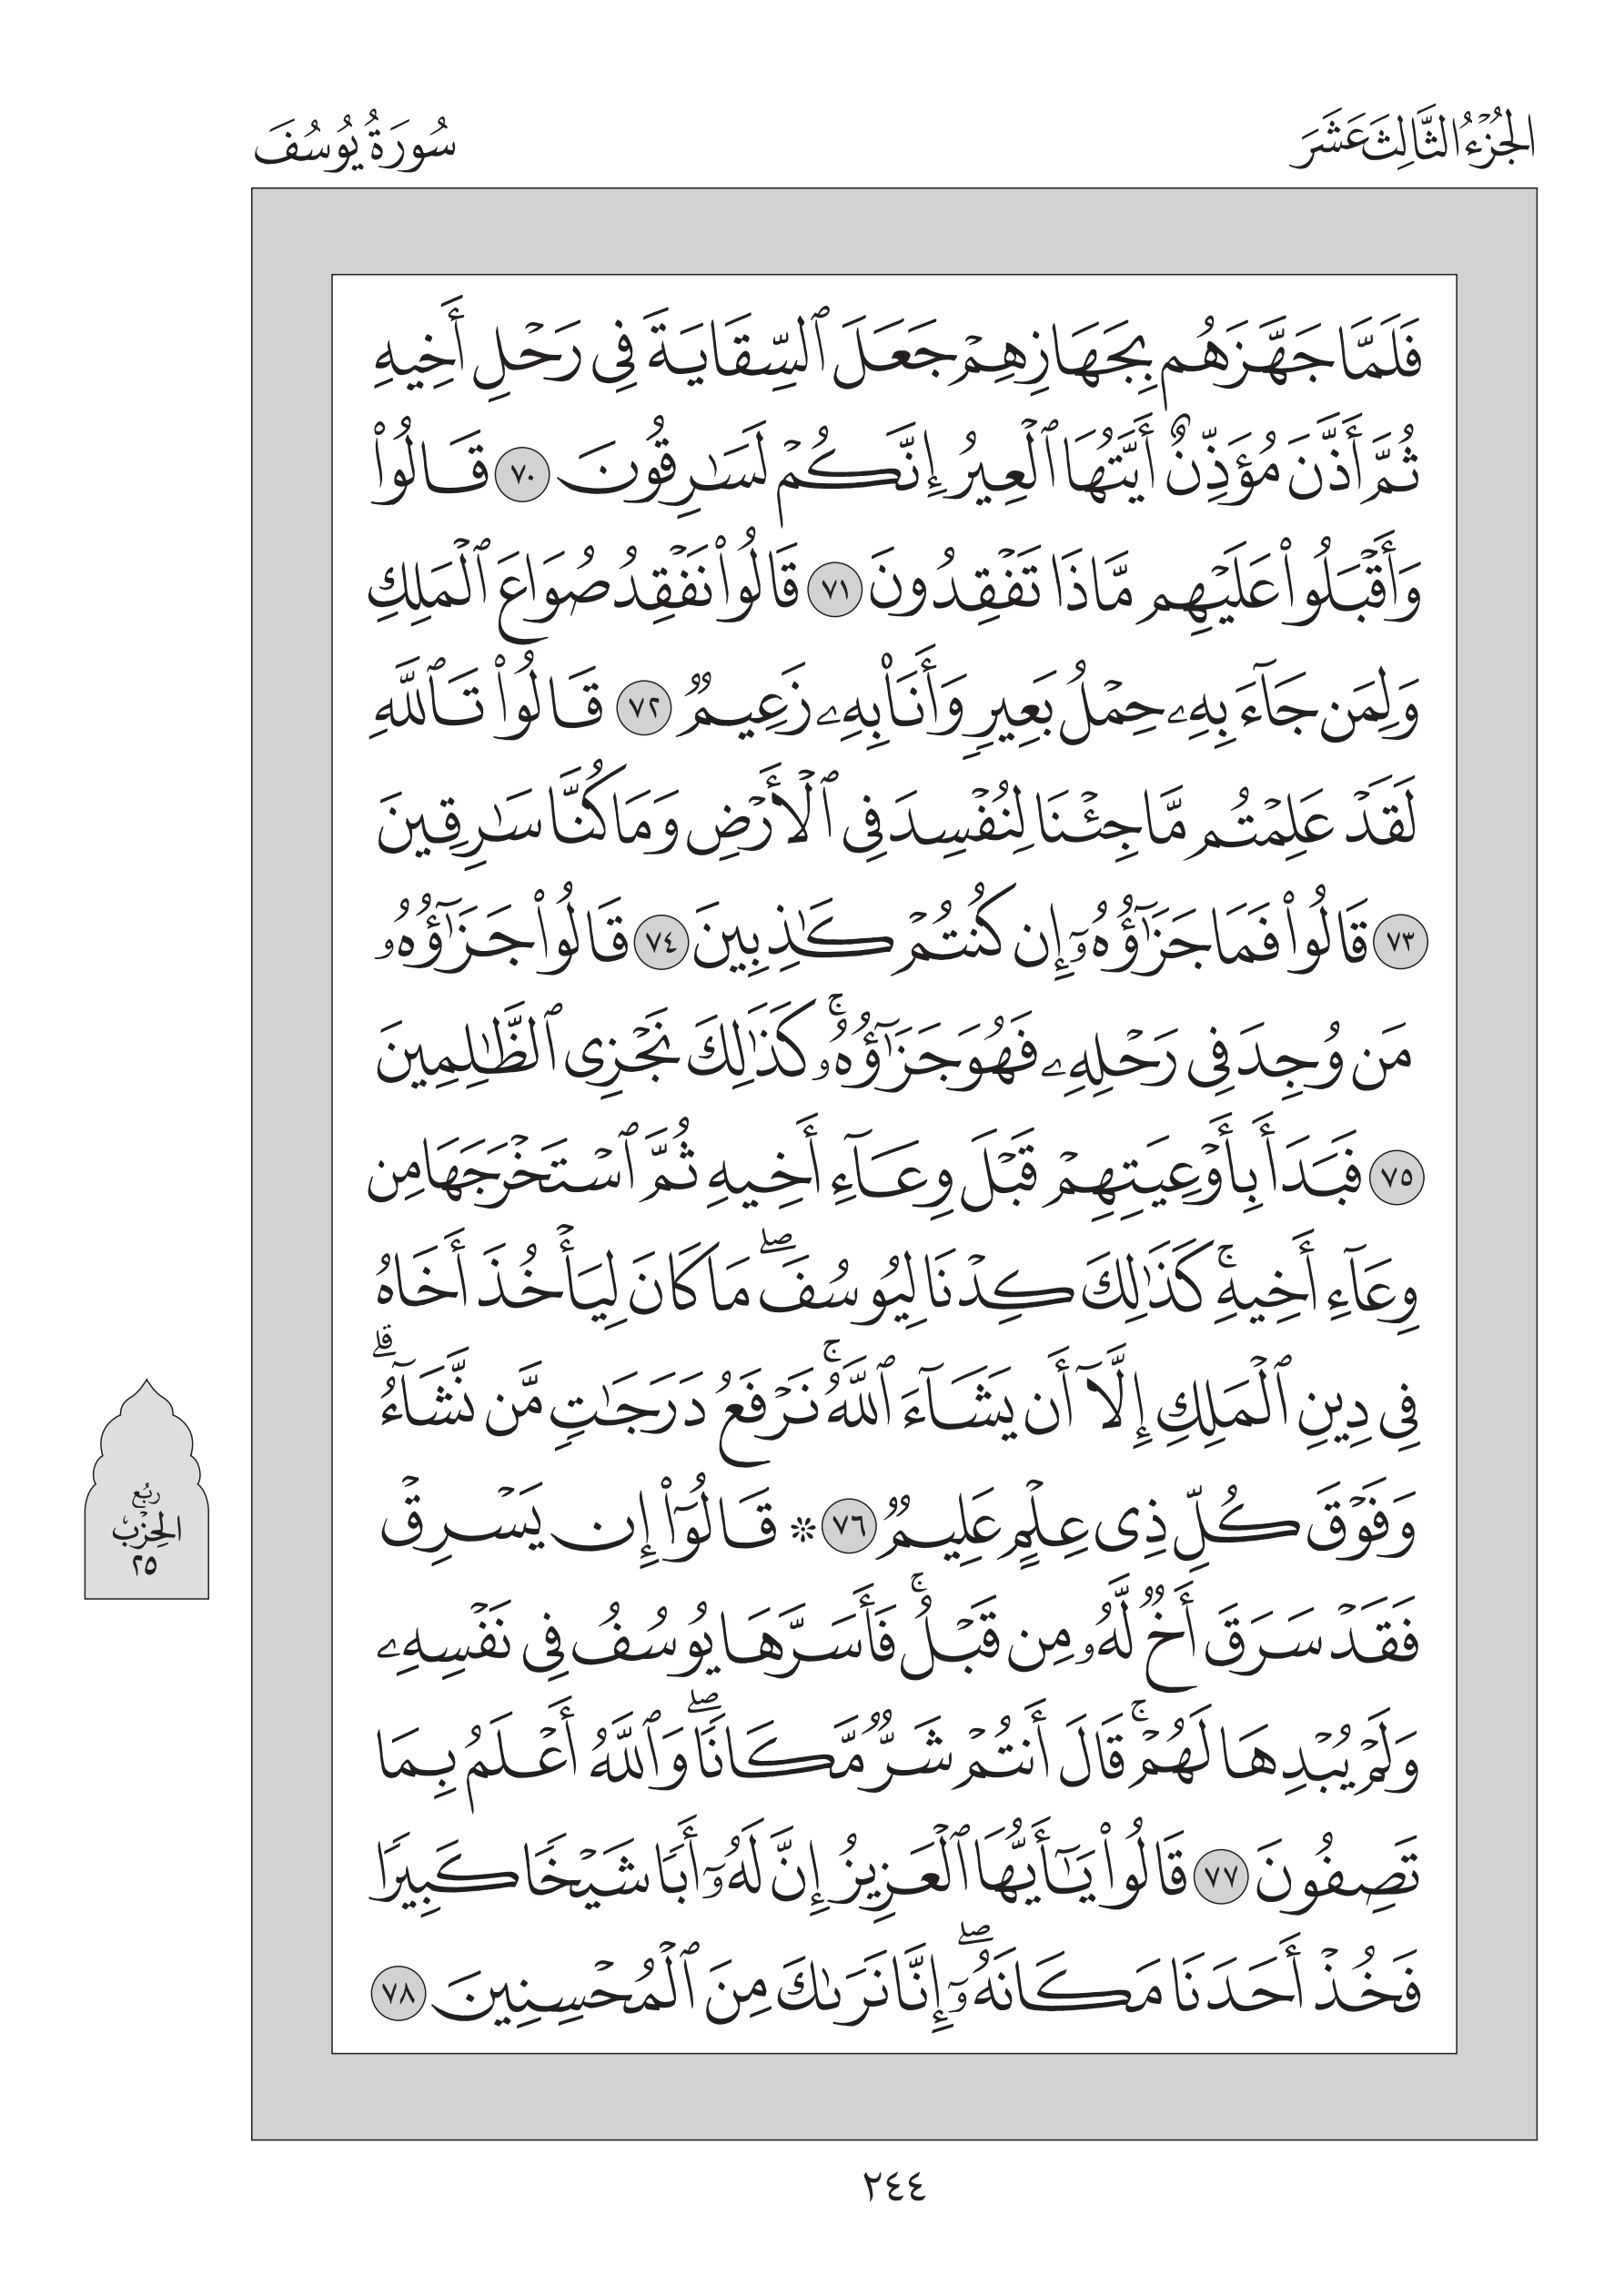 الجُزْءُ الثَّالِثَ عَشَرَ
سُورَةُ يُوسُفَ
فَلَمَّا جَهَّزَهُم بِجَهَازِهِمۡ جَعَلَ ٱلسِّقَايَةَ فِي رَحۡلِ أَخِيهِ
ثُمَّ أَذَّنَ مُؤَذِّنٌ أَيَّتُهَا ٱلۡعِيرُ إِنَّكُمۡ لَسَٰرِقُونَ ٧٠ قَالُواْ
وَأَقۡبَلُواْ عَلَيۡهِم مَّاذَا تَفۡقِدُونَ ٧١ قَالُواْ نَفۡقِدُ صُوَاعَ ٱلۡمَلِكِ
وَلِمَن جَآءَ بِهِۦ حِمۡلُ بَعِيرٖ وَأَنَا۠ بِهِۦ زَعِيمٞ ٧٢ قَالُواْ تَٱللَّهِ
لَقَدۡ عَلِمۡتُم مَّا جِئۡنَا لِنُفۡسِدَ فِي ٱلۡأَرۡضِ وَمَا كُنَّا سَٰرِقِينَ
٧٣ قَالُواْ فَمَا جَزَٰٓؤُهُۥٓ إِن كُنتُمۡ كَٰذِبِينَ ٧٤ قَالُواْ جَزَٰٓؤُهُۥ
مَن وُجِدَ فِي رَحۡلِهِۦ فَهُوَ جَزَٰٓؤُهُۥۚ كَذَٰلِكَ نَجۡزِي ٱلظَّٰلِمِينَ
٧٥ فَبَدَأَ بِأَوۡعِيَتِهِمۡ قَبۡلَ وِعَآءِ أَخِيهِ ثُمَّ ٱسۡتَخۡرَجَهَا مِن
وِعَآءِ أَخِيهِۚ كَذَٰلِكَ كِدۡنَا لِيُوسُفَۖ مَا كَانَ لِيَأۡخُذَ أَخَاهُ
فِي دِينِ ٱلۡمَلِكِ إِلَّآ أَن يَشَآءَ ٱللَّهُۚ نَرۡفَعُ دَرَجَٰتٖ مَّن نَّشَآءُۗ
وَفَوۡقَ كُلِّ ذِي عِلۡمٍ عَلِيمٞ ٧٦ ۞ قَالُوٓاْ إِن يَسۡرِقۡ
فَقَدۡ سَرَقَ أَخٞ لَّهُۥ مِن قَبۡلُۚ فَأَسَرَّهَا يُوسُفُ فِي نَفۡسِهِۦ
وَلَمۡ يُبۡدِهَا لَهُمۡۚ قَالَ أَنتُمۡ شَرّٞ مَّكَانٗاۖ وَٱللَّهُ أَعۡلَمُ بِمَا
تَصِفُونَ ٧٧ قَالُواْ يَٰٓأَيُّهَا ٱلۡعَزِيزُ إِنَّ لَهُۥٓ أَبٗا شَيۡخٗا كَبِيرٗا
فَخُذۡ أَحَدَنَا مَكَانَهُۥٓۖ إِنَّا نَرَىٰكَ مِنَ ٱلۡمُحۡسِنِينَ ٧٨
رُبُع
الحِزْب
٢٥
٢٤٤